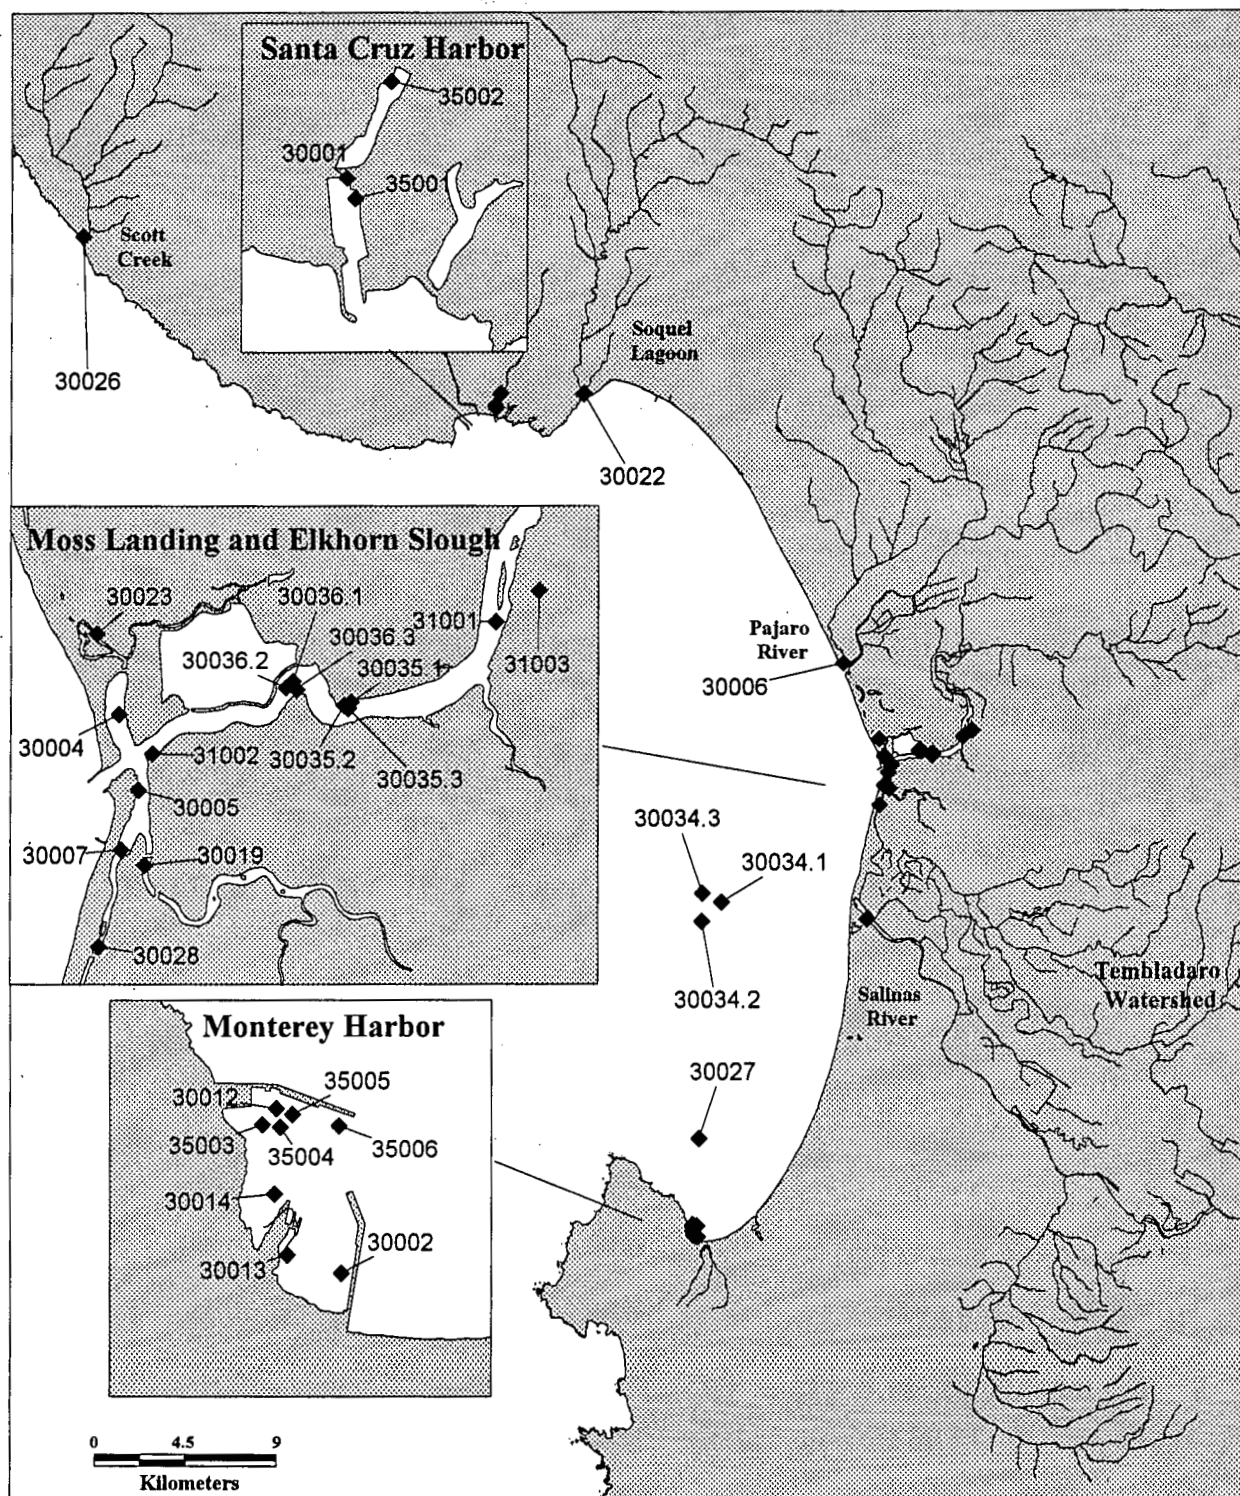 Santa Cruz Harbor
35002
30001
35001
Scott
Creek
30026
Soquel
Lagoon
30022
Moss Landing and Elkhorn Slough
30023
30036.1
30036.3
31001
30036.2
30035.1
31003
30004
31002
30035.2
30035.3
30005
30007
30019
30028
Pajaro
River
30006
30034.3
30034.1
30034.2
Salinas
River
Tembladaro
Watershed
30027
Monterey Harbor
35005
30012
35003
35004
35006
30014
30002
30013
0 4.5 9
Kilometers